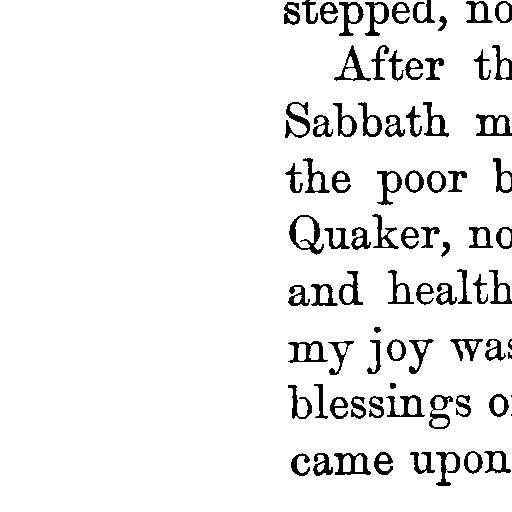 stepped, no
After th
Sabbath m
the poor b
Quaker, no
and health
my joy was
blessings o
came upon